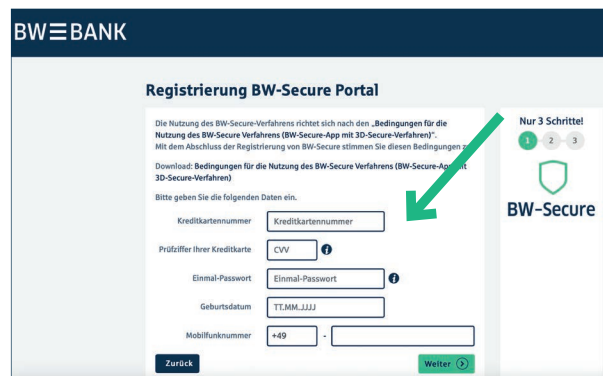 BW☰BANK
Registrierung BW-Secure Portal
Die Nutzung des BW-Secure-Verfahrens richtet sich nach den „Bedingungen für die
Nutzung des BW-Secure Verfahrens (BW-Secure-App mit 3D-Secure-Verfahren)".
Mit dem Abschluss der Registrierung von BW-Secure stimmen Sie diesen Bedingungen
Download: Bedingungen für die Nutzung des BW-Secure Verfahrens (BW-Secure-App mit
3D-Secure-Verfahren)
Bitte geben Sie die folgenden Daten ein.
Kreditkartennummer Kreditkartennummer
Prüfziffer Ihrer Kreditkarte CVV i
Einmal-Passwort Einmal-Passwort i
Geburtsdatum TT.MM.JJJJ
Mobilfunknummer +49 -
Zurück Weiter
Nur 3 Schritte!
1 - 2 - 3
BW-Secure